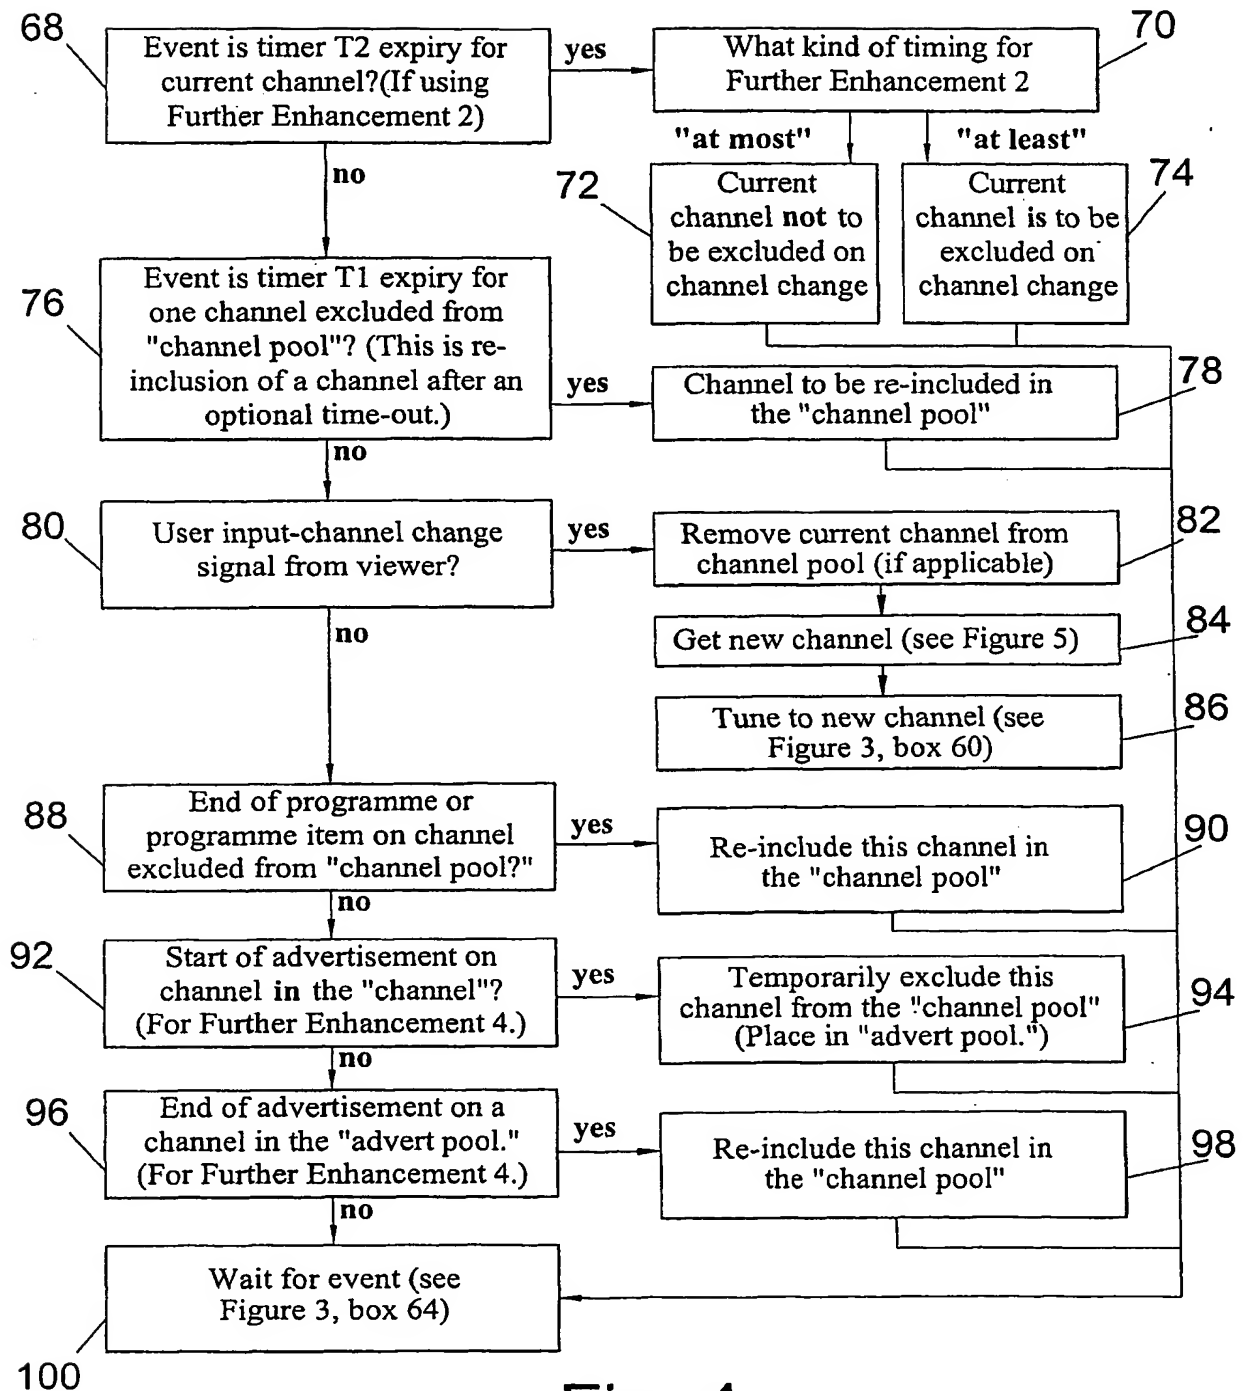 68
Event is timer T2 expiry for
current channel?(If using
Further Enhancement 2)
yes
What kind of timing for
Further Enhancement 2
70
"at most"
"at least"
no
72
Current
channel not to
be excluded on
channel change
Current
channel is to be
excluded on
channel change
74
76
Event is timer T1 expiry for
one channel excluded from
"channel pool"? (This is re-
inclusion of a channel after an
optional time-out.)
yes
Channel to be re-included in
the "channel pool"
78
no
80
User input-channel change
signal from viewer?
yes
Remove current channel from
channel pool (if applicable)
82
no
Get new channel (see Figure 5)
84
Tune to new channel (see
Figure 3, box 60)
86
88
End of programme or
programme item on channel
excluded from "channel pool?"
yes
Re-include this channel in
the "channel pool"
90
no
92
Start of advertisement on
channel in the "channel"?
(For Further Enhancement 4.)
yes
Temporarily exclude this
channel from the "channel pool"
(Place in "advert pool.")
94
no
96
End of advertisement on a
channel in the "advert pool."
(For Further Enhancement 4.)
yes
Re-include this channel in
the "channel pool"
98
no
Wait for event (see
Figure 3, box 64)
100